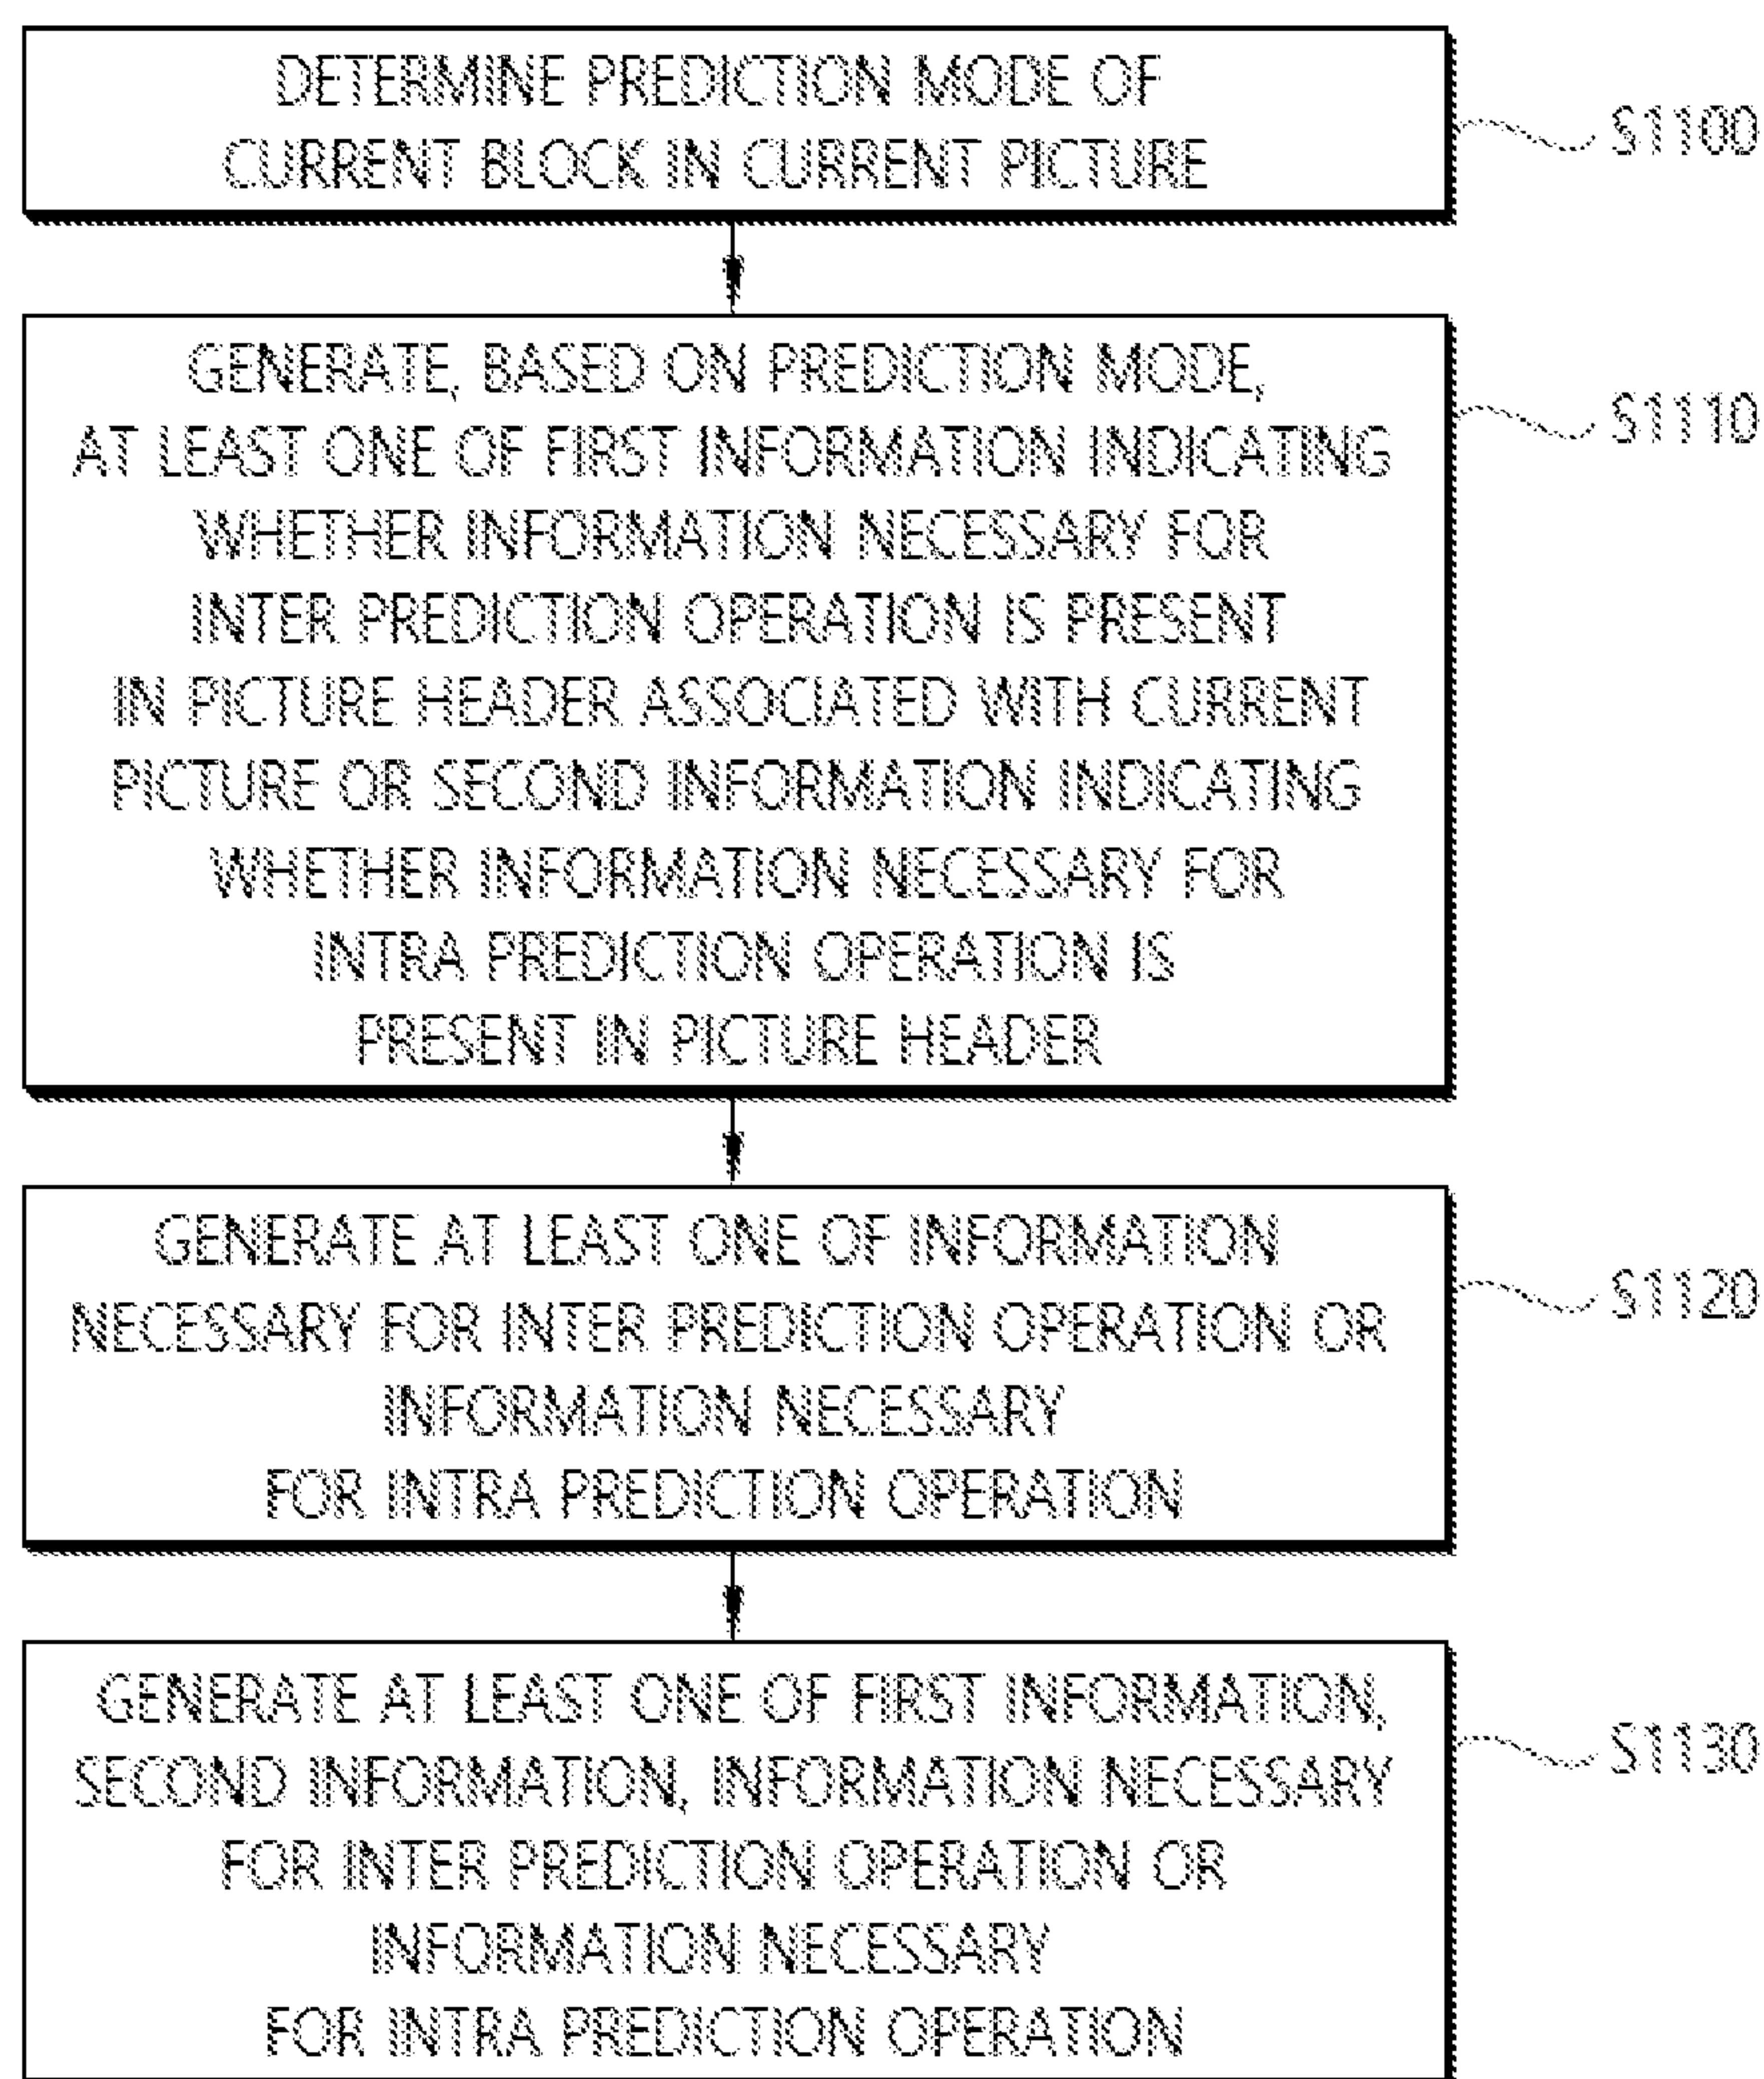 DETERMINE PREDICTION MODE OF
CURRENT BLOCK IN CURRENT PICTURE
S1100
GENERATE, BASED ON PREDICTION MODE,
AT LEAST ONE OF FIRST INFORMATION INDICATING
WHETHER INFORMATION NECESSARY FOR
INTER PREDICTION OPERATION IS PRESENT
IN PICTURE HEADER ASSOCIATED WITH CURRENT
PICTURE OR SECOND INFORMATION INDICATING
WHETHER INFORMATION NECESSARY FOR
INTRA PREDICTION OPERATION IS
PRESENT IN PICTURE HEADER
S1110
GENERATE AT LEAST ONE OF INFORMATION
NECESSARY FOR INTER PREDICTION OPERATION OR
INFORMATION NECESSARY
FOR INTRA PREDICTION OPERATION
S1120
GENERATE AT LEAST ONE OF FIRST INFORMATION,
SECOND INFORMATION, INFORMATION NECESSARY
FOR INTER PREDICTION OPERATION OR
INFORMATION NECESSARY
FOR INTRA PREDICTION OPERATION
S1130